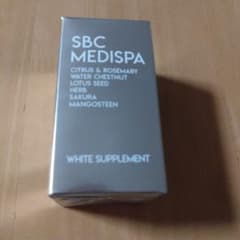 SBC
MEDISPA
CITRUS & ROSEMARY
WATER CHESTNUT
LOTUS SEED
HERB
SAKURA
MANGOSTEEN
WHITE SUPPLEMENT